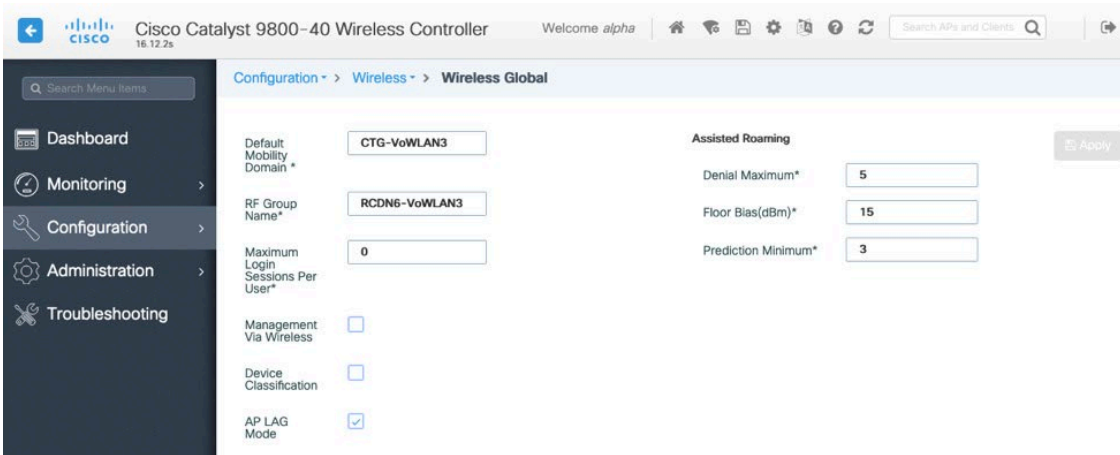 CISCO
Cisco Catalyst 9800-40 Wireless Controller
16.12.2s
Welcome alpha
Search APs and Clients
Search Menu Items
Dashboard
Monitoring
Configuration
Administration
Troubleshooting
Configuration > Wireless > Wireless Global
Default
Mobility
Domain *
CTG-VoWLAN3
RF Group
Name*
RCDN6-VoWLAN3
Maximum
Login
Sessions Per
User*
0
Management
Via Wireless
Device
Classification
AP LAG
Mode
Assisted Roaming
Denial Maximum*
5
Floor Bias(dBm)*
15
Prediction Minimum*
3
Apply